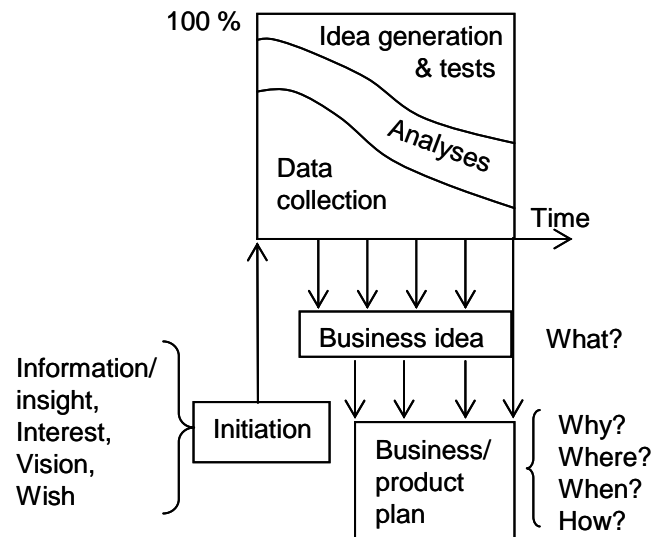 100 %
Idea generation
& tests
Analyses
Data
collection
Time
Business idea
What?
Information/
insight,
Interest,
Vision,
Wish
Initiation
Business/
product
plan
Why?
Where?
When?
How?